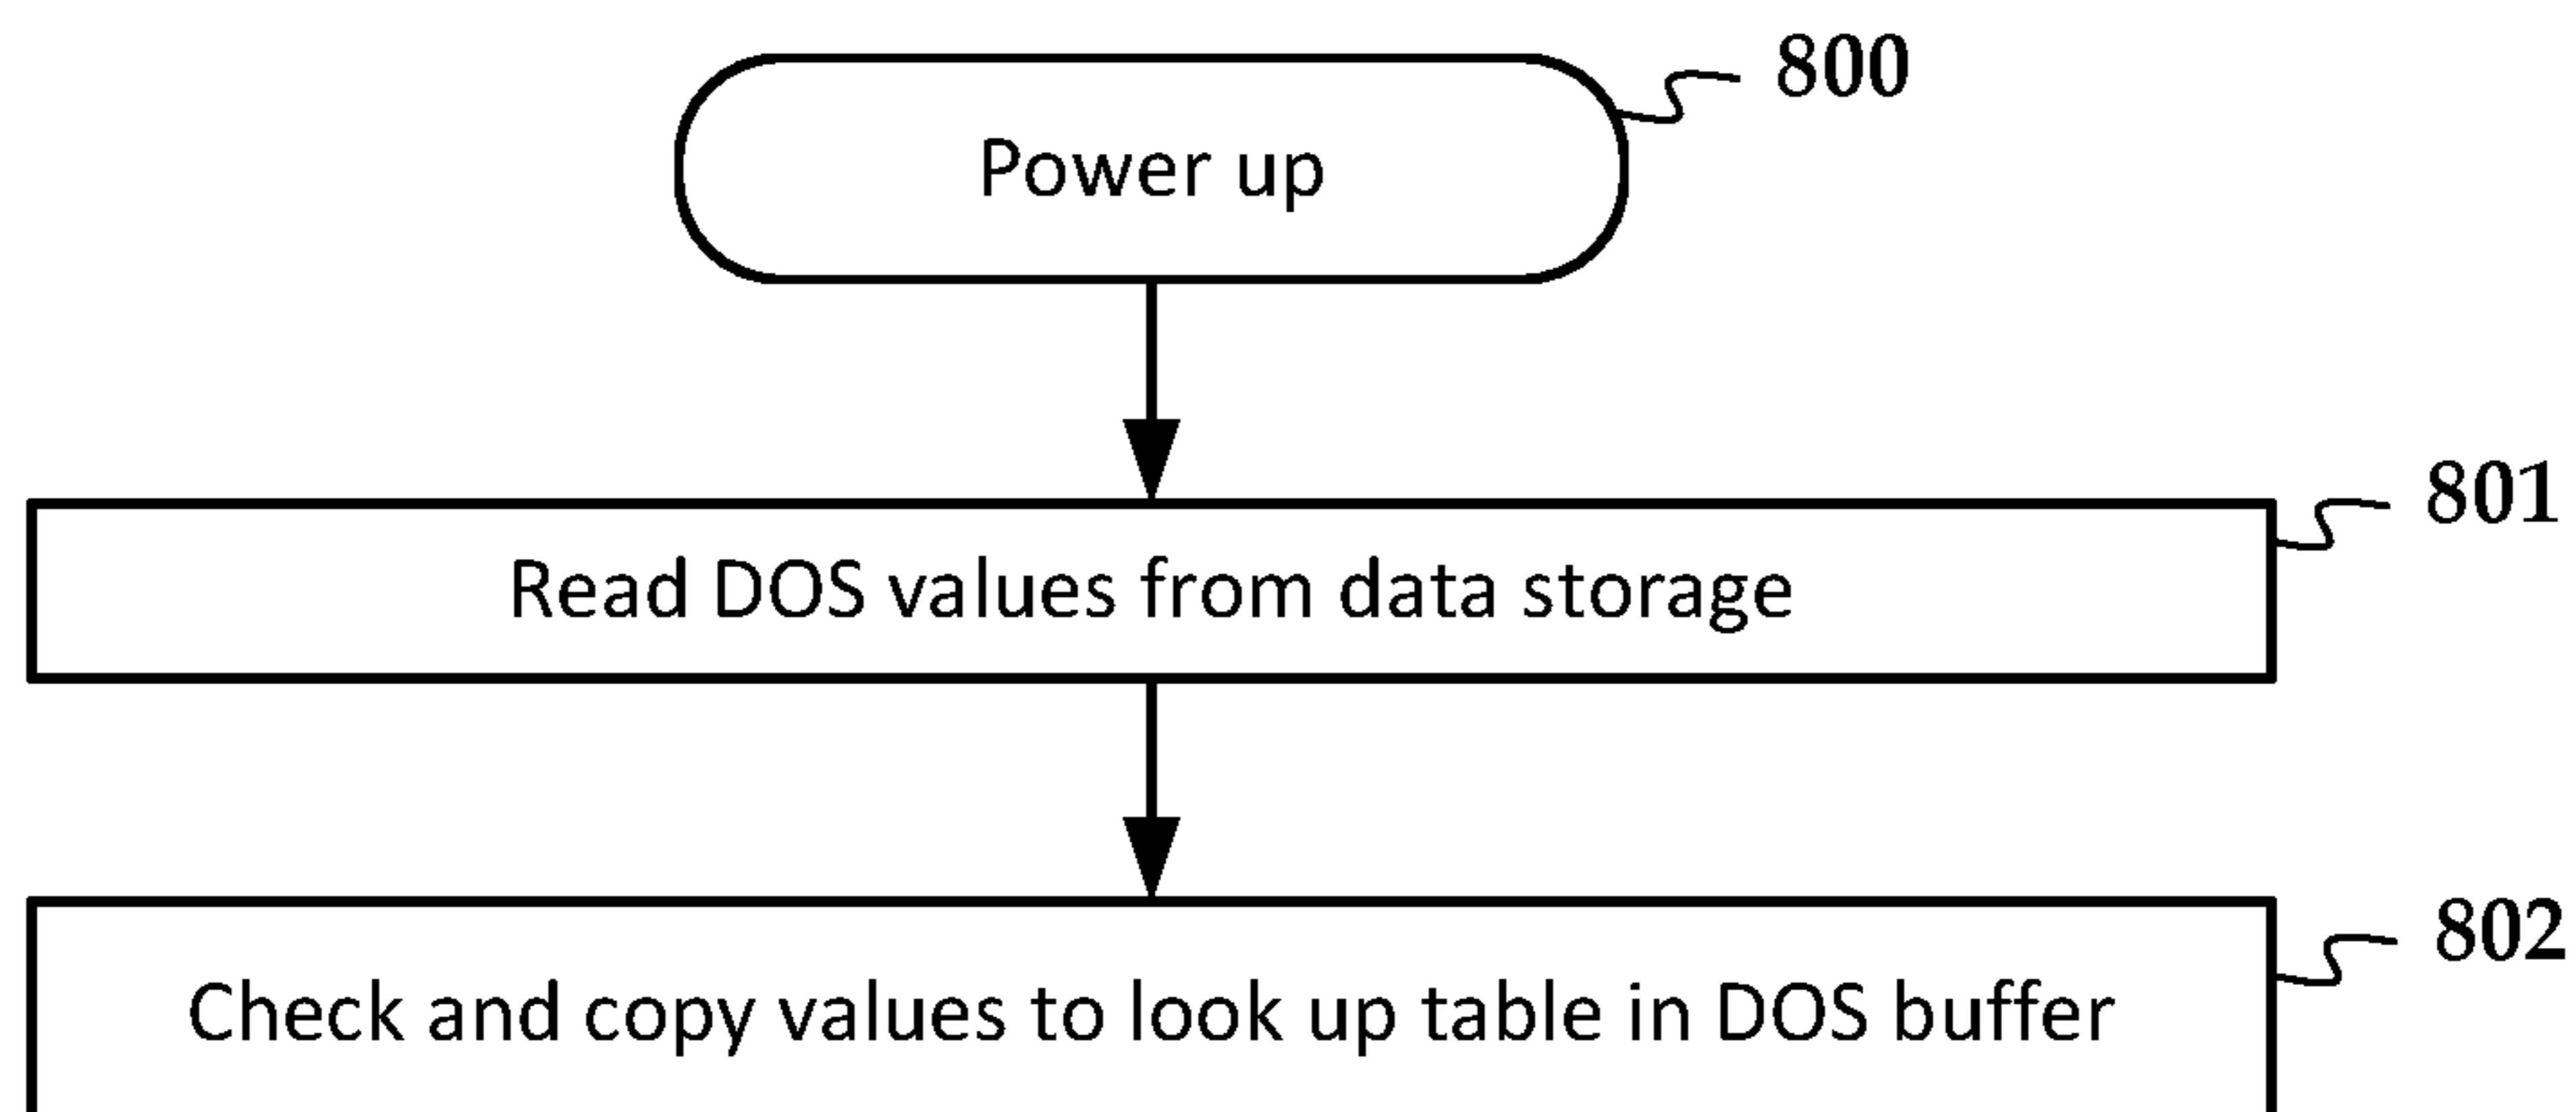 800
Power up
801
Read DOS values from data storage
802
Check and copy values to look up table in DOS buffer